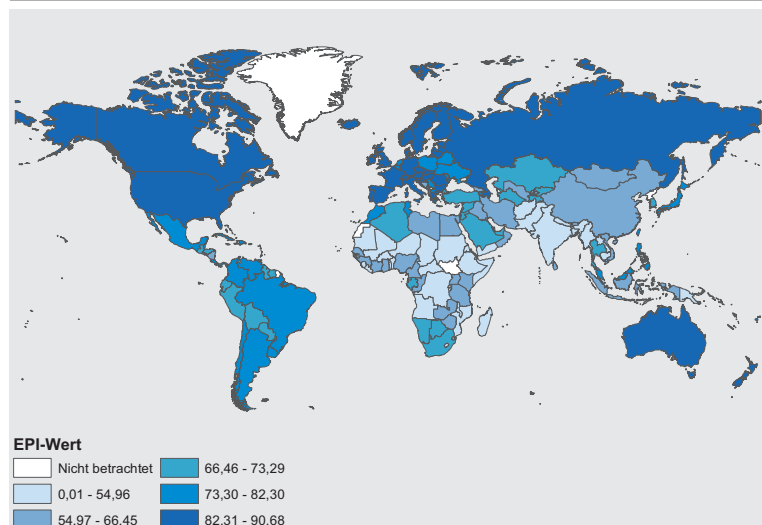 EPI-Wert
Nicht betrachtet
0,01 - 54,96
54,97 - 66,45
66,46 - 73,29
73,30 - 82,30
82,31 - 90,68